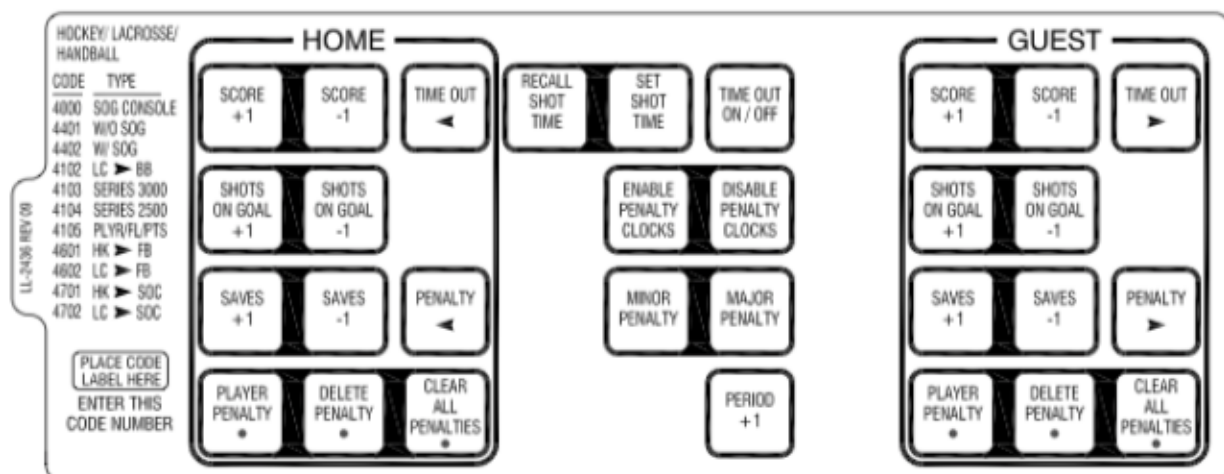 HOCKEY/ LACROSSE/
HANDBALL
CODE TYPE
4000 SOG CONSOLE
4401 W/O SOG
4402 W/ SOG
4102 LC ➤ BB
4103 SERIES 3000
4104 SERIES 2500
4105 PLYR/FL/PTS
4601 HK ➤ FB
4602 LC ➤ FB
4701 HK ➤ SOC
4702 LC ➤ SOC
LL-2436 REV 09
PLACE CODE
LABEL HERE
ENTER THIS
CODE NUMBER
HOME
SCORE
+1
SCORE
-1
TIME OUT
◄
SHOTS
ON GOAL
+1
SHOTS
ON GOAL
-1
SAVES
+1
SAVES
-1
PENALTY
◄
PLAYER
PENALTY
•
DELETE
PENALTY
•
CLEAR
ALL
PENALTIES
•
RECALL
SHOT
TIME
SET
SHOT
TIME
TIME OUT
ON / OFF
ENABLE
PENALTY
CLOCKS
DISABLE
PENALTY
CLOCKS
MINOR
PENALTY
MAJOR
PENALTY
PERIOD
+1
GUEST
SCORE
+1
SCORE
-1
TIME OUT
➤
SHOTS
ON GOAL
+1
SHOTS
ON GOAL
-1
SAVES
+1
SAVES
-1
PENALTY
➤
PLAYER
PENALTY
•
DELETE
PENALTY
•
CLEAR
ALL
PENALTIES
•